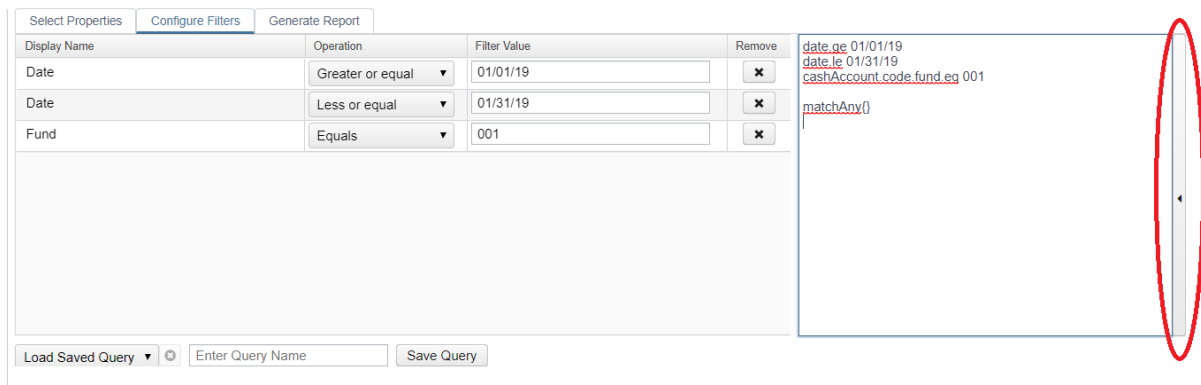 Select Properties Configure Filters Generate Report
Display Name Operation Filter Value Remove
Date Greater or equal 01/01/19
Date Less or equal 01/31/19
Fund Equals 001
date.ge 01/01/19
date.le 01/31/19
cashAccount.code.fund.eq 001
matchAny{}
Load Saved Query Enter Query Name Save Query